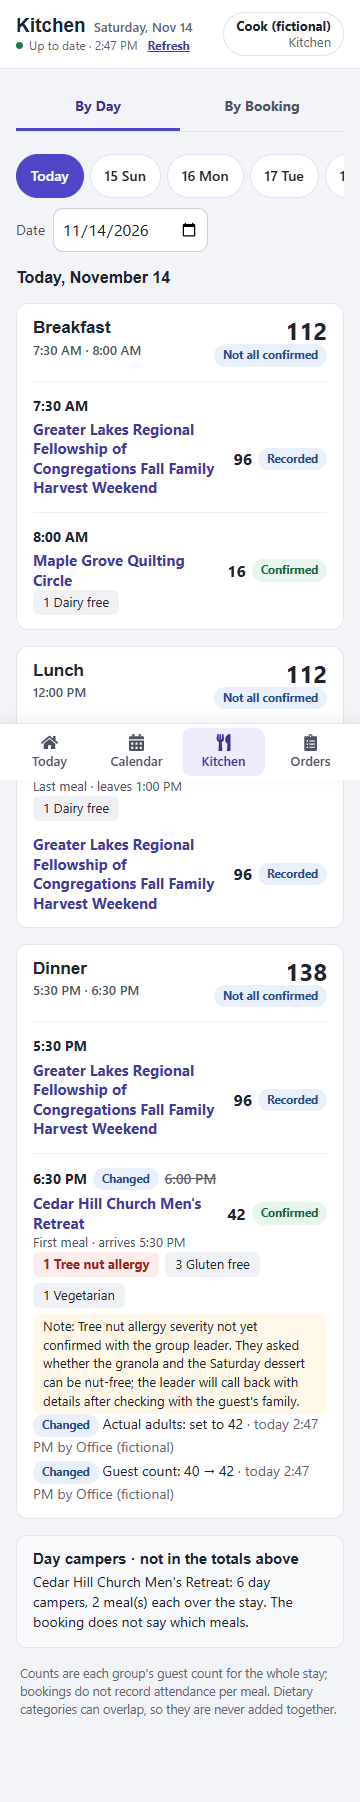 Kitchen Saturday, Nov 14
Up to date · 2:47 PM Refresh
Cook (fictional)
Kitchen
By Day
By Booking
Today
15 Sun
16 Mon
17 Tue
1
Date 11/14/2026
Today, November 14
Breakfast
112
7:30 AM · 8:00 AM
Not all confirmed
7:30 AM
Greater Lakes Regional
Fellowship of
Congregations Fall Family
Harvest Weekend
96 Recorded
8:00 AM
Maple Grove Quilting
Circle
16 Confirmed
1 Dairy free
Lunch
112
12:00 PM
Not all confirmed
Today
Calendar
Kitchen
Orders
Last meal · leaves 1:00 PM
1 Dairy free
Greater Lakes Regional
Fellowship of
Congregations Fall Family
Harvest Weekend
96 Recorded
Dinner
138
5:30 PM · 6:30 PM
Not all confirmed
5:30 PM
Greater Lakes Regional
Fellowship of
Congregations Fall Family
Harvest Weekend
96 Recorded
6:30 PM Changed 6:00 PM
Cedar Hill Church Men's
Retreat
42 Confirmed
First meal · arrives 5:30 PM
1 Tree nut allergy
3 Gluten free
1 Vegetarian
Note: Tree nut allergy severity not yet
confirmed with the group leader. They asked
whether the granola and the Saturday dessert
can be nut-free; the leader will call back with
details after checking with the guest's family.
Changed Actual adults: set to 42 · today 2:47
PM by Office (fictional)
Changed Guest count: 40 → 42 · today 2:47
PM by Office (fictional)
Day campers · not in the totals above
Cedar Hill Church Men's Retreat: 6 day
campers, 2 meal(s) each over the stay. The
booking does not say which meals.
Counts are each group's guest count for the whole stay;
bookings do not record attendance per meal. Dietary
categories can overlap, so they are never added together.